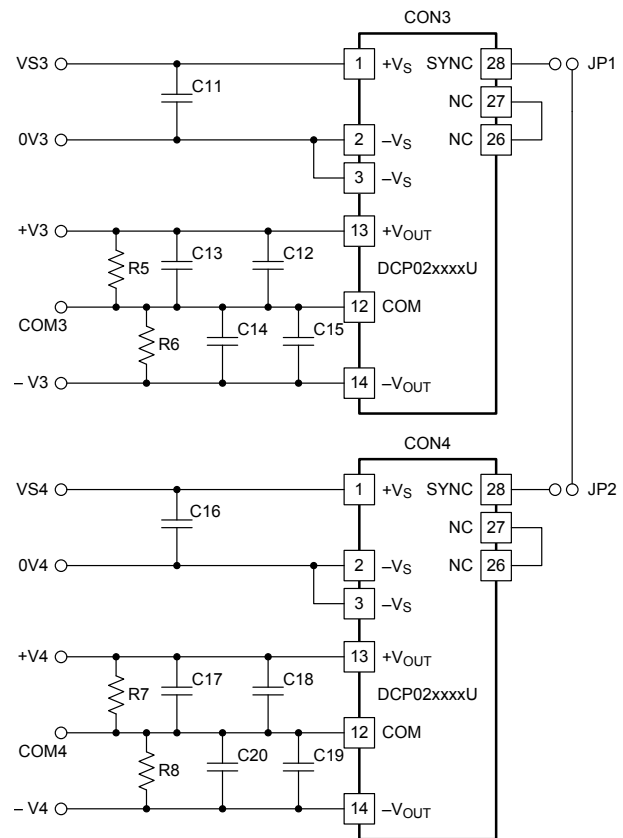 CON3
VS3
1
+VS
SYNC
28
JP1
C11
NC
27
0V3
2
–VS
NC
26
3
–VS
+V3
13
+VOUT
R5
C13
C12
DCP02xxxxU
COM3
12
COM
R6
C14
C15
– V3
14
–VOUT
CON4
VS4
1
+VS
SYNC
28
JP2
C16
NC
27
0V4
2
–VS
NC
26
3
–VS
+V4
13
+VOUT
R7
C17
C18
DCP02xxxxU
COM4
12
COM
R8
C20
C19
– V4
14
–VOUT